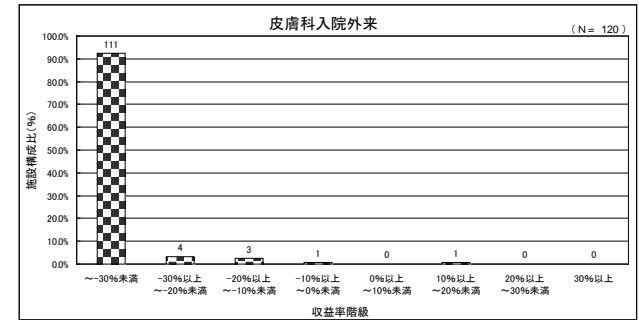 皮膚科入院外来
（N= 120 ）
施設構成比（%）
100.0%
90.0%
80.0%
70.0%
60.0%
50.0%
40.0%
30.0%
20.0%
10.0%
0.0%
111
4
3
1
0
1
0
0
～-30%未満
-30%以上
～-20%未満
-20%以上
～-10%未満
-10%以上
～0%未満
0%以上
～10%未満
10%以上
～20%未満
20%以上
～30%未満
30%以上
収益率階級